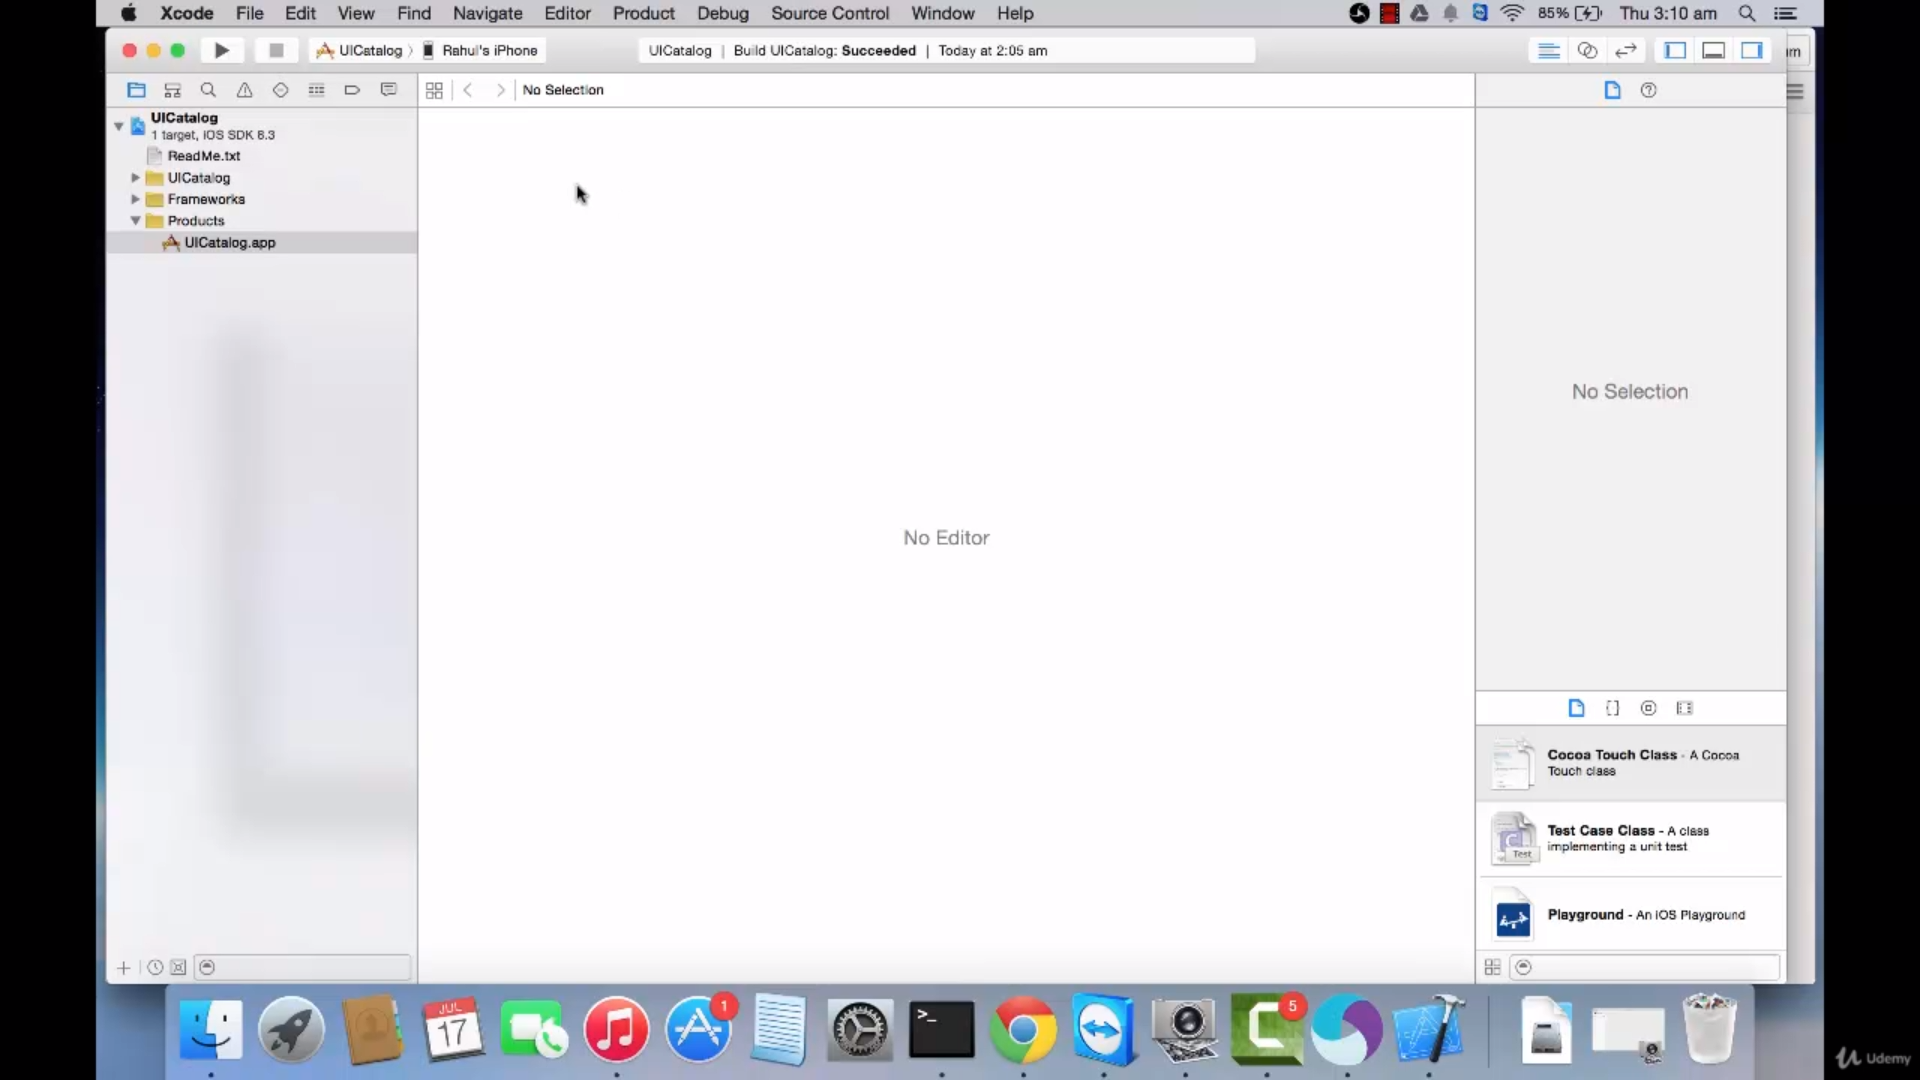 Xcode File Edit View Find Navigate Editor Product Debug Source Control Window Help 85% Thu 3:10 am
UICatalog Rahul's iPhone UICatalog | Build UICatalog: Succeeded | Today at 2:05 am
No Selection
UICatalog
1 target, iOS SDK 8.3
ReadMe.txt
UICatalog
Frameworks
Products
UICatalog.app
No Editor
No Selection
Cocoa Touch Class - A Cocoa
Touch class
Test Case Class - A class
implementing a unit test
Test
Playground - An iOS Playground
JUL
17
1
>_
5
Udemy